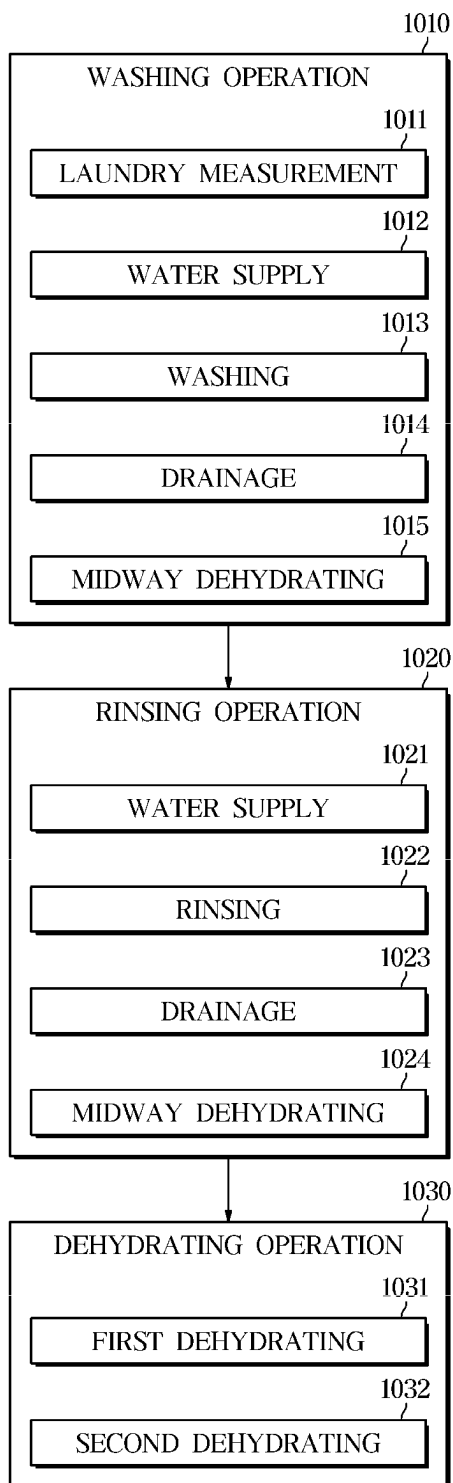 1010
WASHING OPERATION
1011
LAUNDRY MEASUREMENT
1012
WATER SUPPLY
1013
WASHING
1014
DRAINAGE
1015
MIDWAY DEHYDRATING
1020
RINSING OPERATION
1021
WATER SUPPLY
1022
RINSING
1023
DRAINAGE
1024
MIDWAY DEHYDRATING
1030
DEHYDRATING OPERATION
1031
FIRST DEHYDRATING
1032
SECOND DEHYDRATING